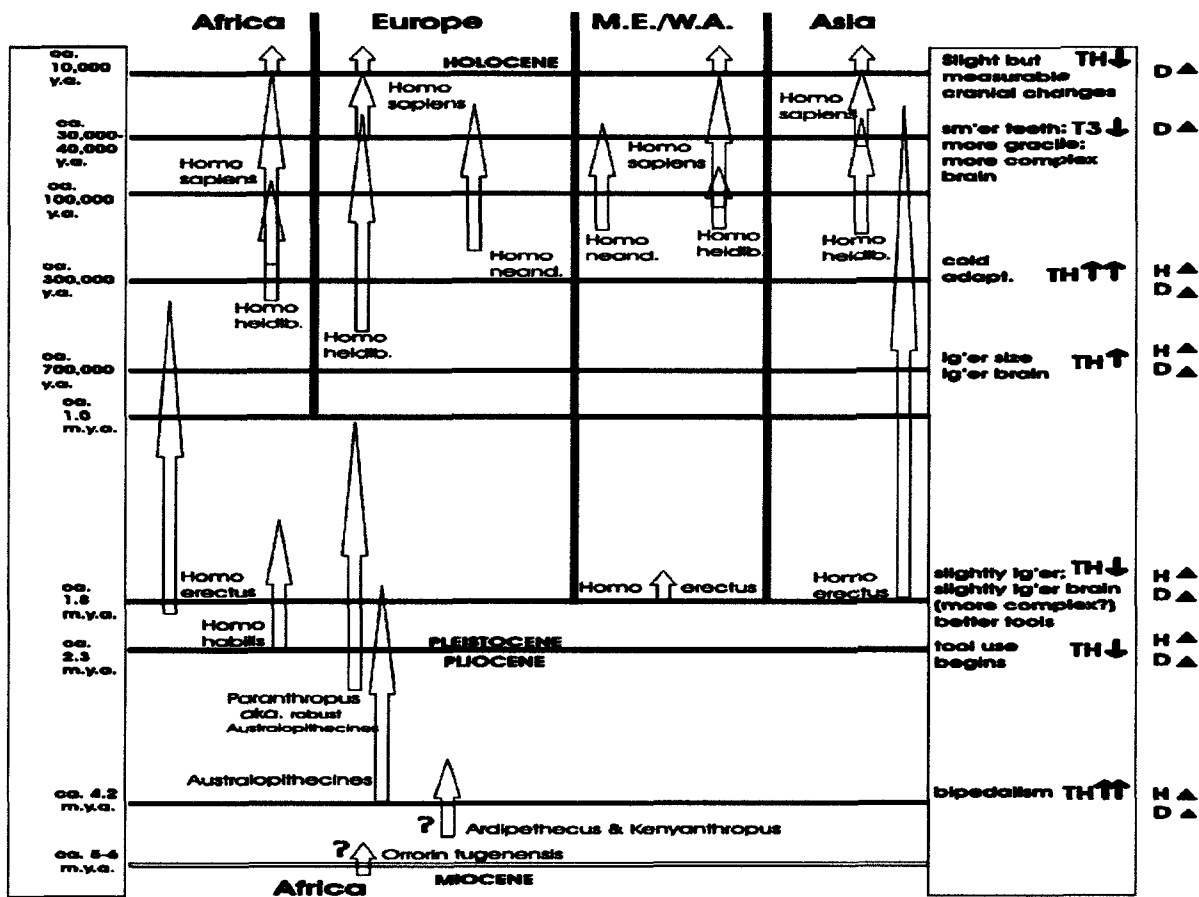 Africa Europe M.E./W.A. Asia
ca.
10,000
y.a.
HOLOCENE
Slight but TH
measurable
cranial changes
D
Homo
sapiens
Homo
sapiens
ca.
30,000-
40,000
y.a.
sm'er teeth; T3
more gracile;
more complex
brain
D
Homo
sapiens
Homo
sapiens
ca.
100,000
y.a.
Homo
neand.
Homo
neand.
Homo
heidlb.
Homo
heidlb.
ca.
300,000
y.a.
cold
adapt. TH
H
D
Homo
heidlb.
Homo
heidlb.
ca.
700,000
y.a.
lg'er size
lg'er brain TH
H
D
ca.
1.0
m.y.a.
Homo
erectus
Homo erectus
Homo
erectus
ca.
1.8
m.y.a.
slightly lg'er; TH
slightly lg'er brain
(more complex?)
better tools
H
D
Homo
habilis
ca.
2.3
m.y.a.
PLEISTOCENE
PLIOCENE
tool use
begins TH
H
D
Paranthropus
aka. robust
Australopithecines
Australopithecines
ca. 4.2
m.y.a.
bipedalism TH
H
D
? Ardipethecus & Kenyanthropus
? Orrorin tugenensis
ca. 5-6
m.y.a.
MIOCENE
Africa